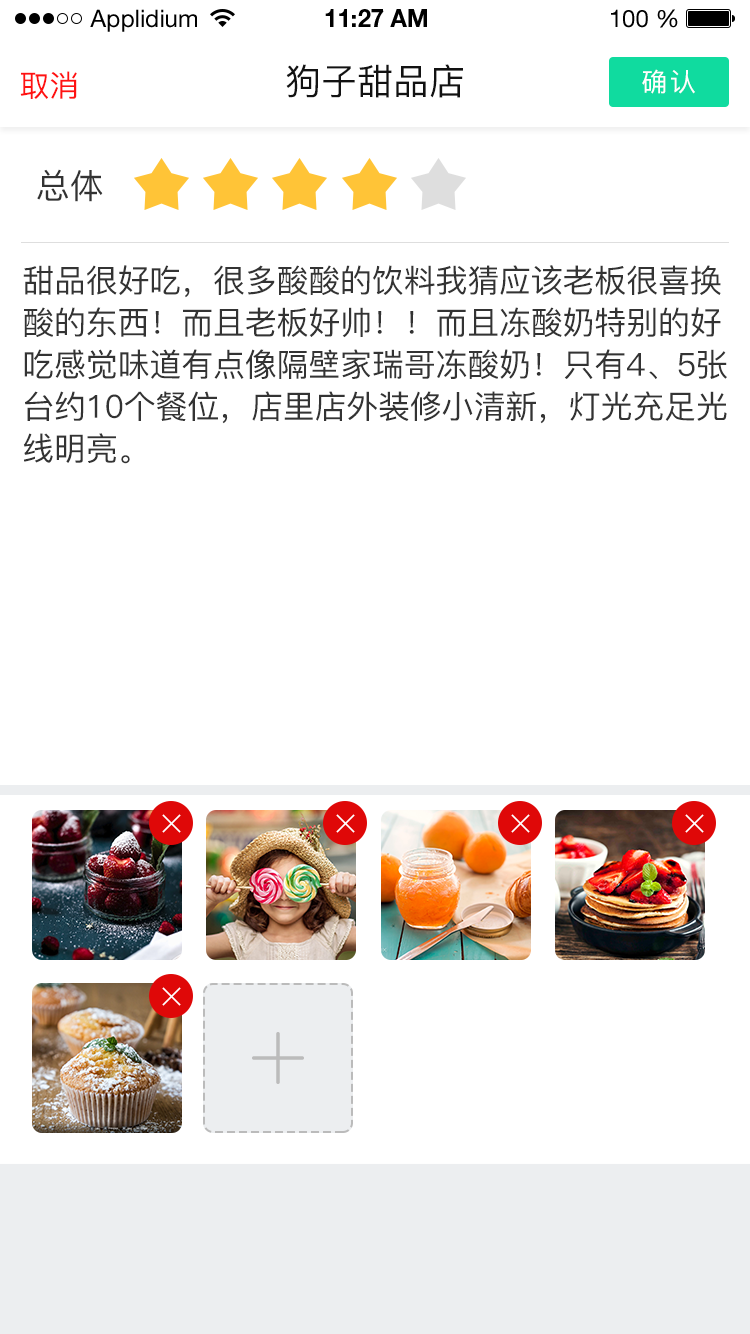 Applidium 11:27 AM 100 %
取消 狗子甜品店 确认
总体
甜品很好吃，很多酸酸的饮料我猜应该老板很喜换
酸的东西！而且老板好帅！！而且冻酸奶特别的好
吃感觉味道有点像隔壁家瑞哥冻酸奶！只有4、5张
台约10个餐位，店里店外装修小清新，灯光充足光
线明亮。